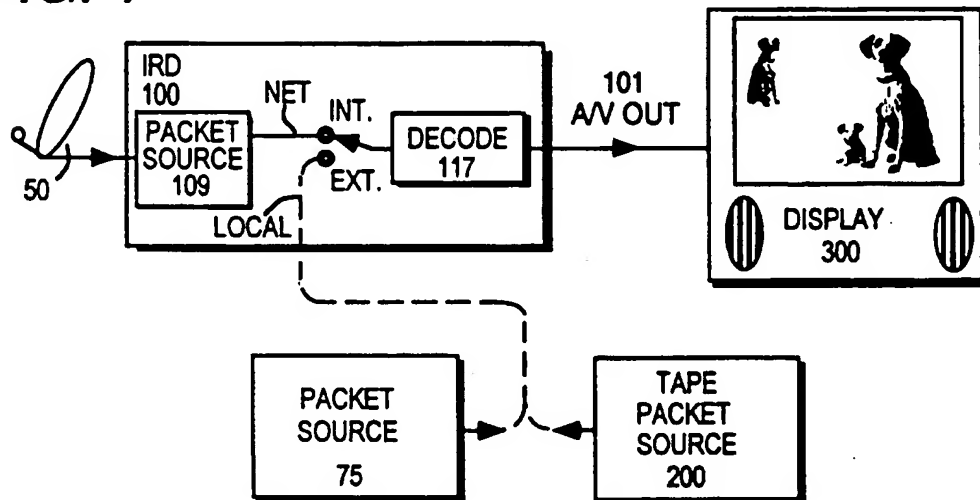 IRD
100
PACKET
SOURCE
109
NET
INT.
EXT.
LOCAL
DECODE
117
101
A/V OUT
50
DISPLAY
300
PACKET
SOURCE
75
TAPE
PACKET
SOURCE
200